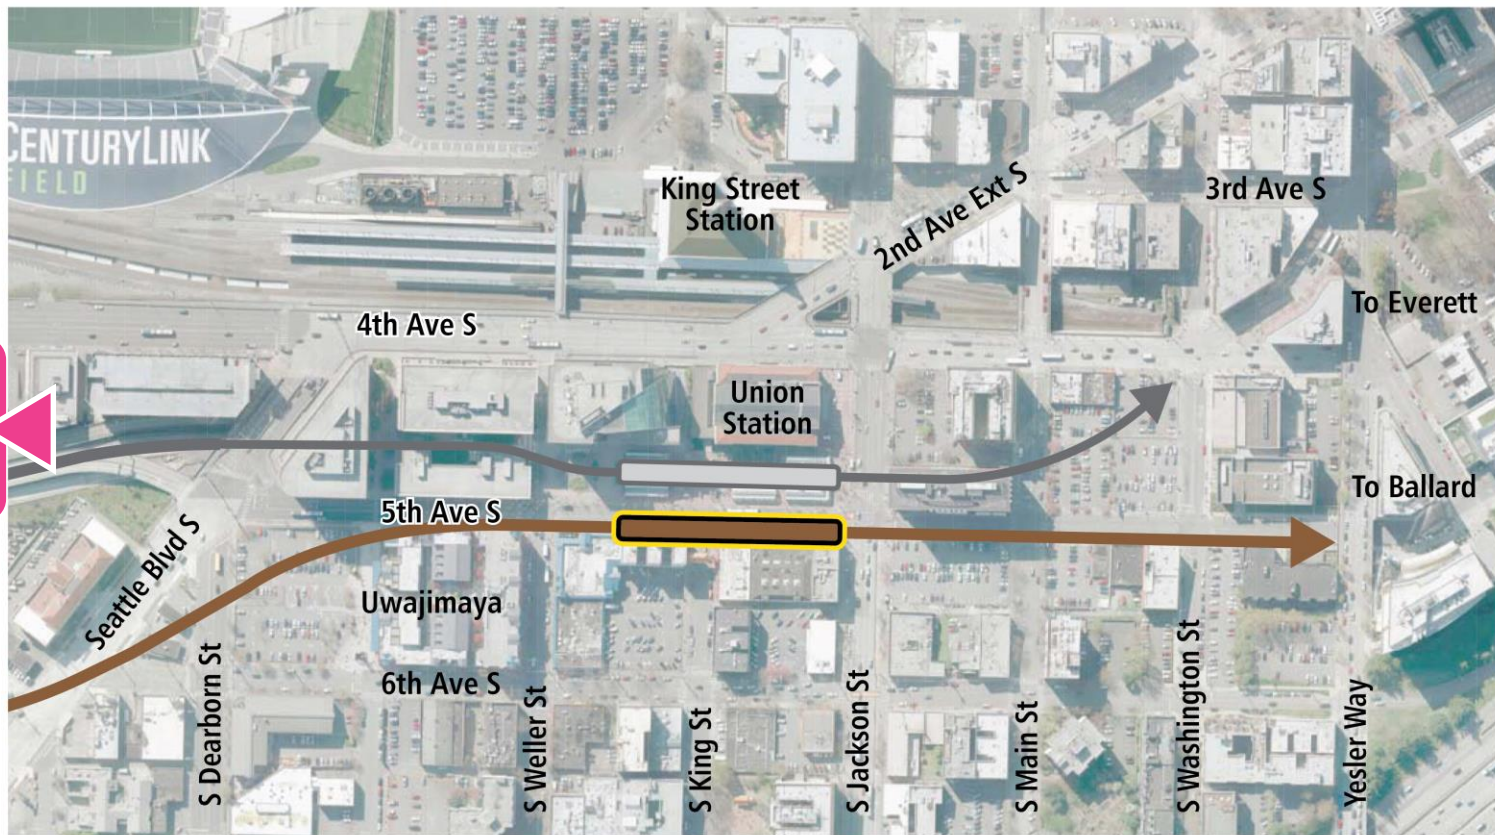 CENTURYLINK
FIELD
King Street
Station
2nd Ave Ext S
3rd Ave S
To Everett
4th Ave S
Union
Station
To Ballard
5th Ave S
Seattle Blvd S
Uwajimaya
6th Ave S
S Dearborn St
S Weller St
S King St
S Jackson St
S Main St
S Washington St
Yesler Way